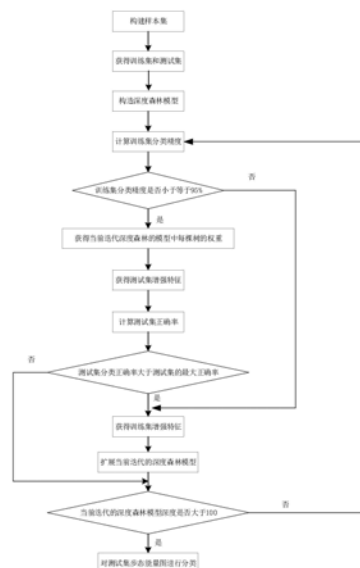 构建样本集
获得训练集和测试集
构造深度森林模型
计算训练集分类精度
训练集分类精度是否小于等于95%
否
是
获得当前迭代深度森林的模型中每棵树的权重
获得测试集增强特征
计算测试集正确率
否
测试集分类正确率大于测试集的最大正确率
是
获得训练集增强特征
扩展当前迭代的深度森林模型
当前迭代的深度森林模型深度是否大于100
否
是
对测试集步态能量图进行分类